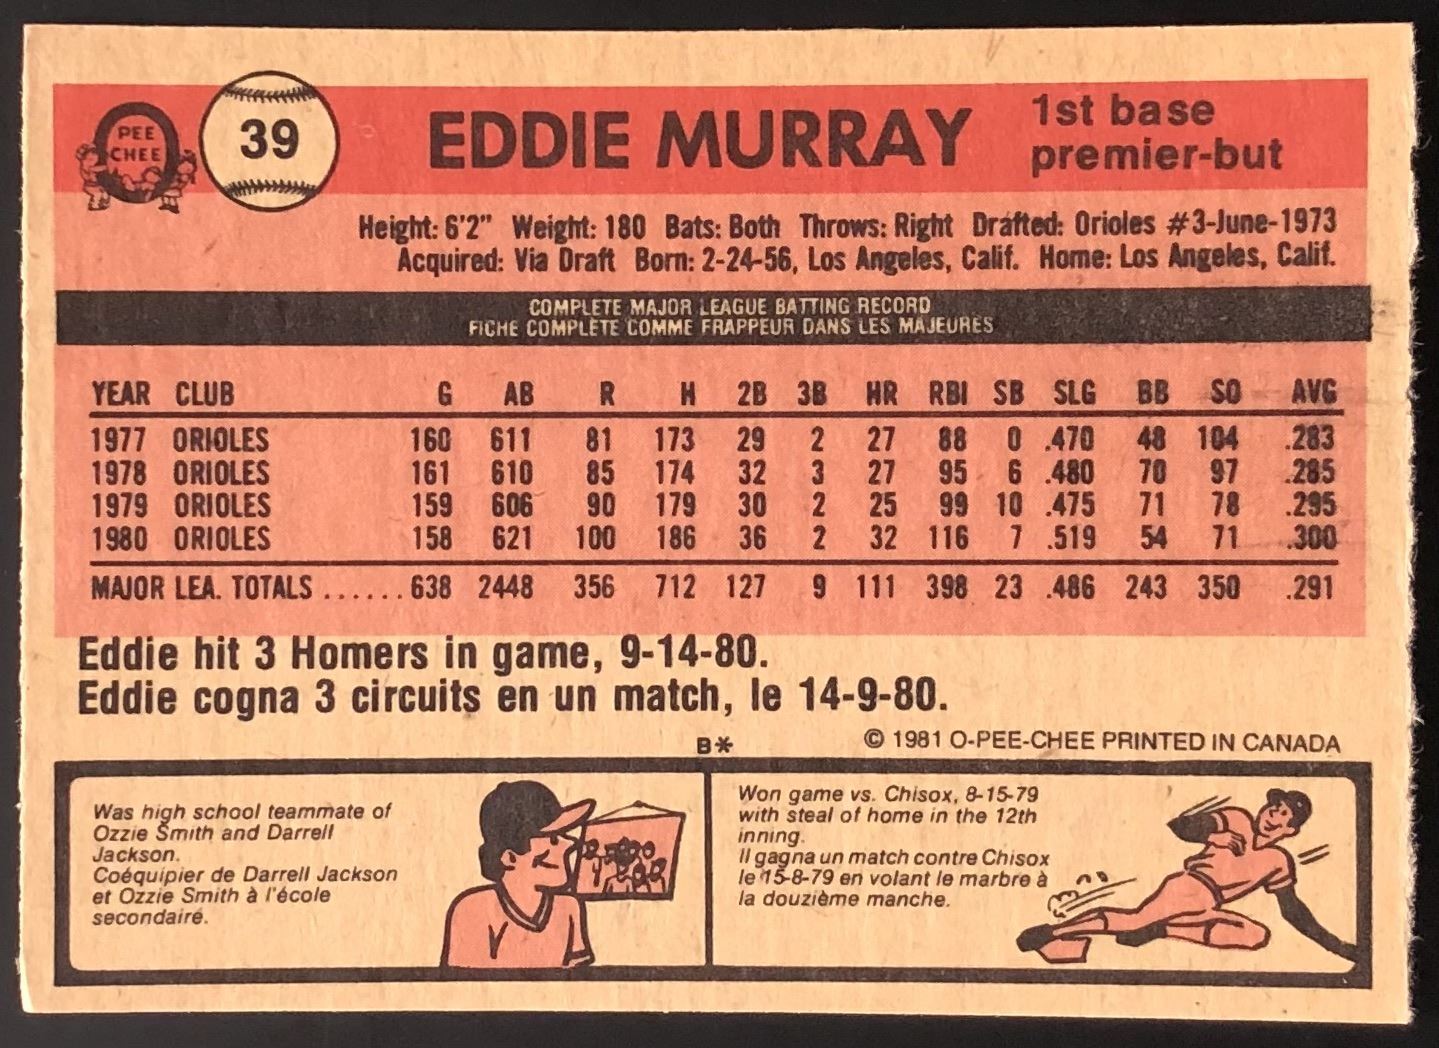 PEE
CHEE
39
EDDIE MURRAY
1st base
premier-but
Height: 6'2" Weight: 180 Bats: Both Throws: Right Drafted: Orioles #3-June-1973
Acquired: Via Draft Born: 2-24-56, Los Angeles, Calif. Home: Los Angeles, Calif.
COMPLETE MAJOR LEAGUE BATTING RECORD
FICHE COMPLÈTE COMME FRAPPEUR DANS LES MAJEURES
YEAR CLUB G AB R H 2B 3B HR RBI SB SLG BB SO AVG
1977 ORIOLES 160 611 81 173 29 2 27 88 0 .470 48 104 .283
1978 ORIOLES 161 610 85 174 32 3 27 95 6 .480 70 97 .285
1979 ORIOLES 159 606 90 179 30 2 25 99 10 .475 71 78 .295
1980 ORIOLES 158 621 100 186 36 2 32 116 7 .519 54 71 .300
MAJOR LEA. TOTALS ...... 638 2448 356 712 127 9 111 398 23 .486 243 350 .291
Eddie hit 3 Homers in game, 9-14-80.
Eddie cogna 3 circuits en un match, le 14-9-80.
B* © 1981 O-PEE-CHEE PRINTED IN CANADA
Was high school teammate of
Ozzie Smith and Darrell
Jackson.
Coéquipier de Darrell Jackson
et Ozzie Smith à l'école
secondairé.
Won game vs. Chisox, 8-15-79
with steal of home in the 12th
inning.
Il gagna un match contre Chisox
le 15-8-79 en volant le marbre à
la douzième manche.